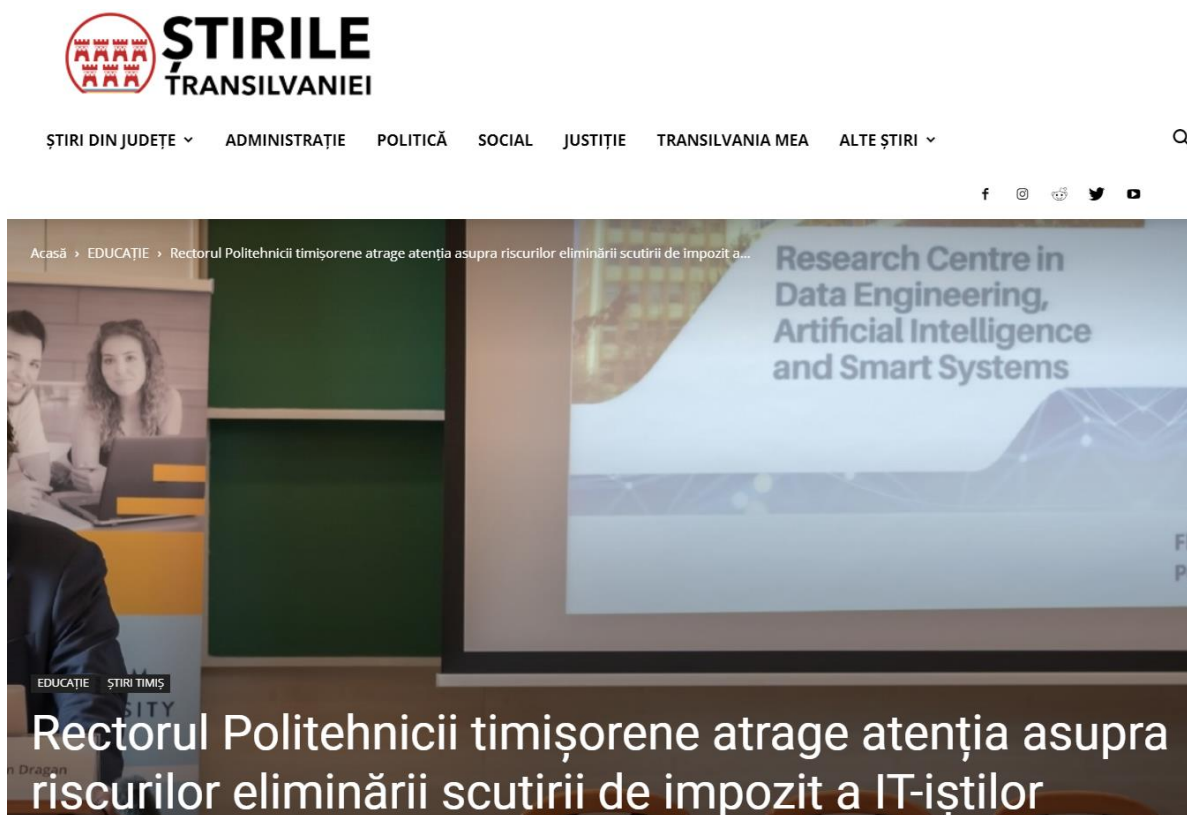 ȘTIRILE
TRANSILVANIEI
ȘTIRI DIN JUDEȚE ADMINISTRAȚIE POLITICĂ SOCIAL JUSTIȚIE TRANSILVANIA MEA ALTE ȘTIRI
Acasă › EDUCAȚIE › Rectorul Politehnicii timișorene atrage atenția asupra riscurilor eliminării scutirii de impozit a...
Research Centre in
Data Engineering,
Artificial Intelligence
and Smart Systems
EDUCAȚIE ȘTIRI TIMIȘ
Rectorul Politehnicii timișorene atrage atenția asupra
riscurilor eliminării scutirii de impozit a IT-iștilor
Dragan